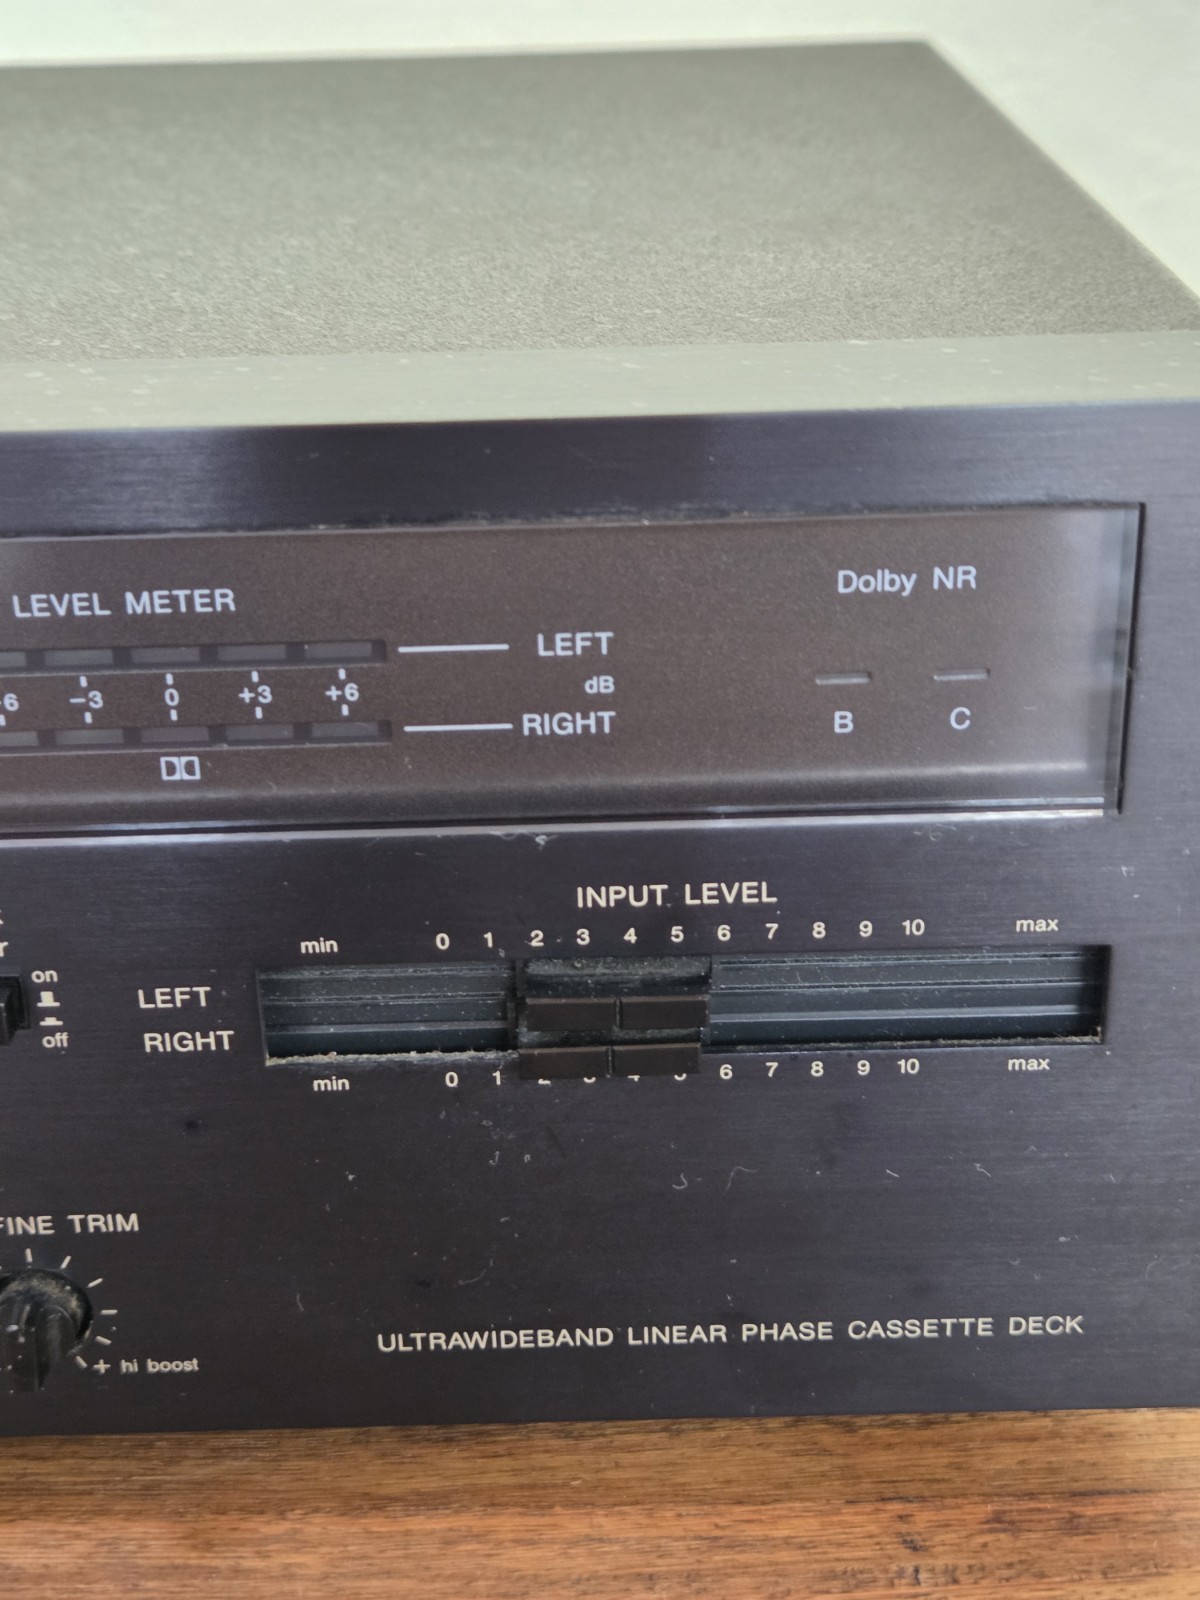 LEVEL METER
Dolby NR
LEFT
-3 0 +3 +6
dB
RIGHT
B C
INPUT LEVEL
min 0 1 2 3 4 5 6 7 8 9 10 max
on
LEFT
off
RIGHT
min 0 1 6 7 8 9 10 max
FINE TRIM
+ hi boost
ULTRAWIDEBAND LINEAR PHASE CASSETTE DECK